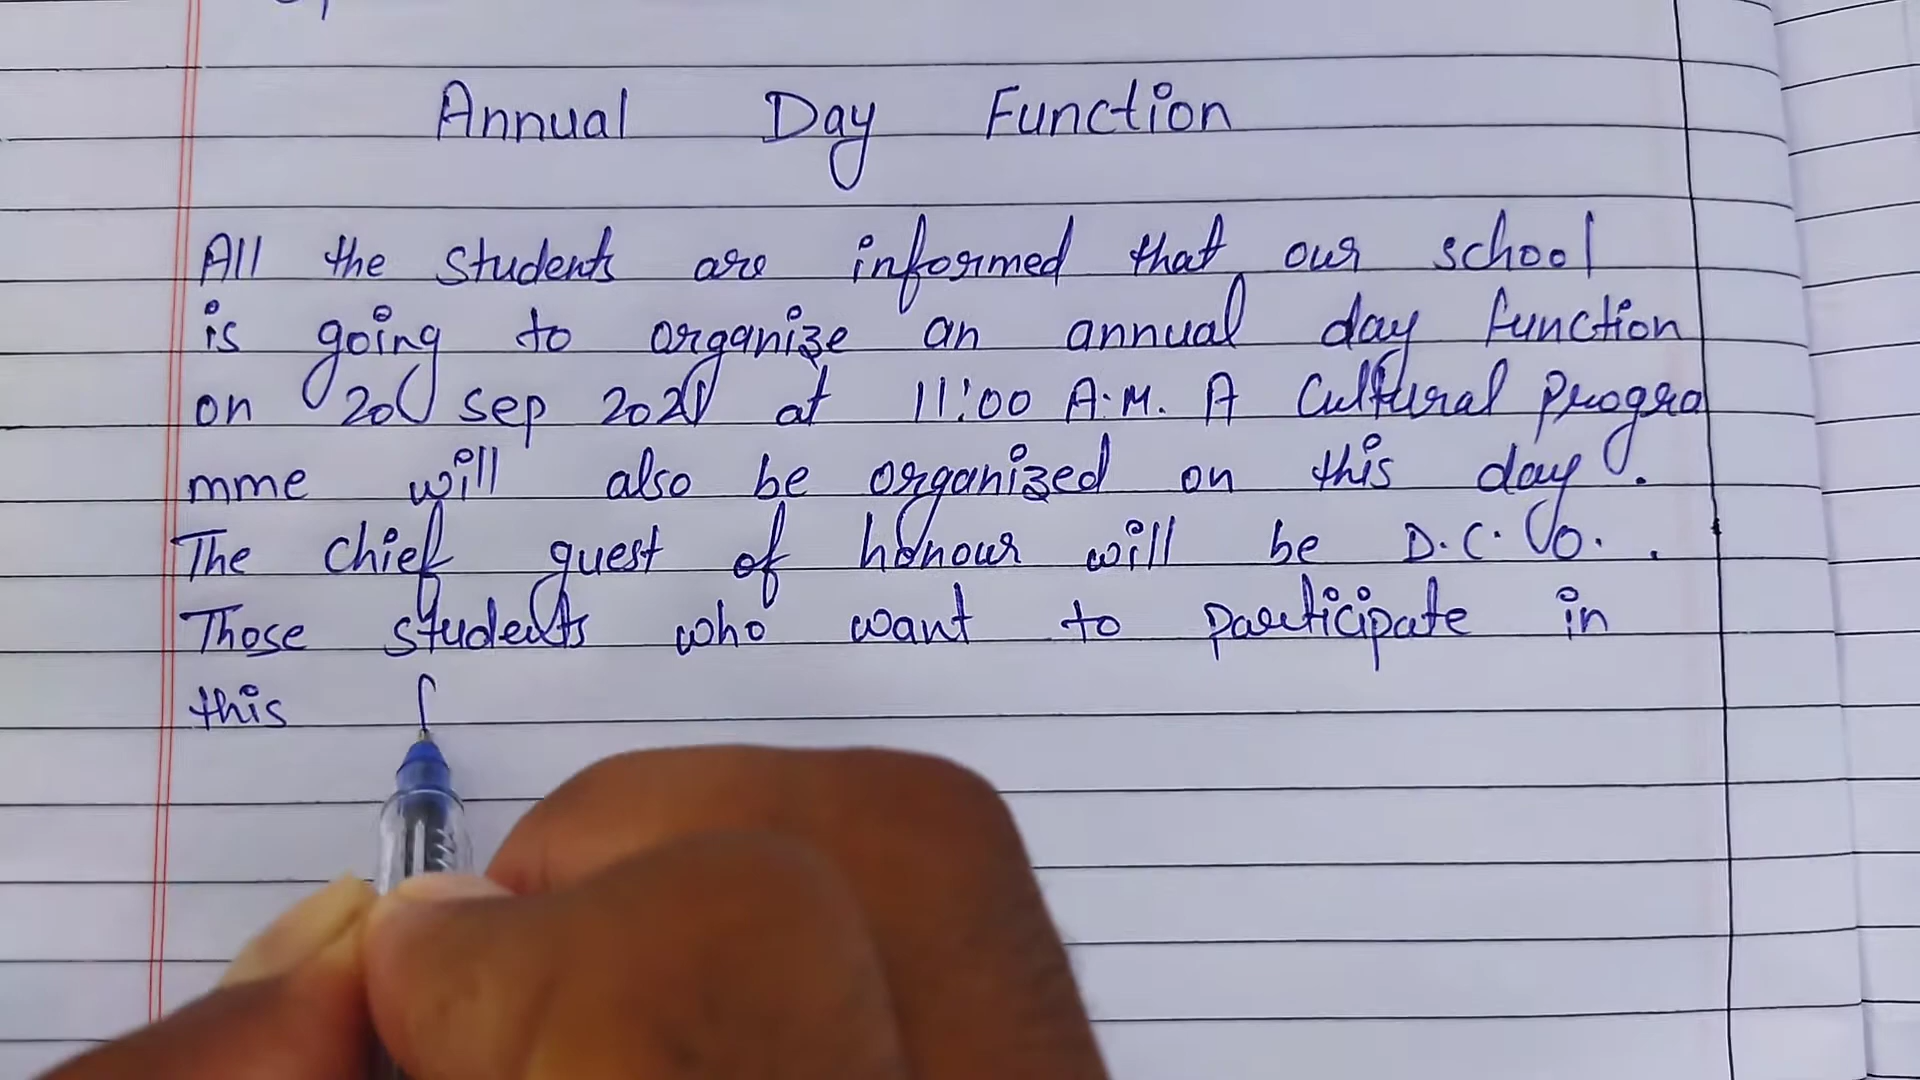 Annual Day Function
All the students are informed that our school
is going to organize an annual day function
on 20 Sep 2021 at 11:00 A.M. A Cultural Progra
mme will also be organized on this day.
The chief guest of honour will be D.C.O. .
Those students who want to participate in
this